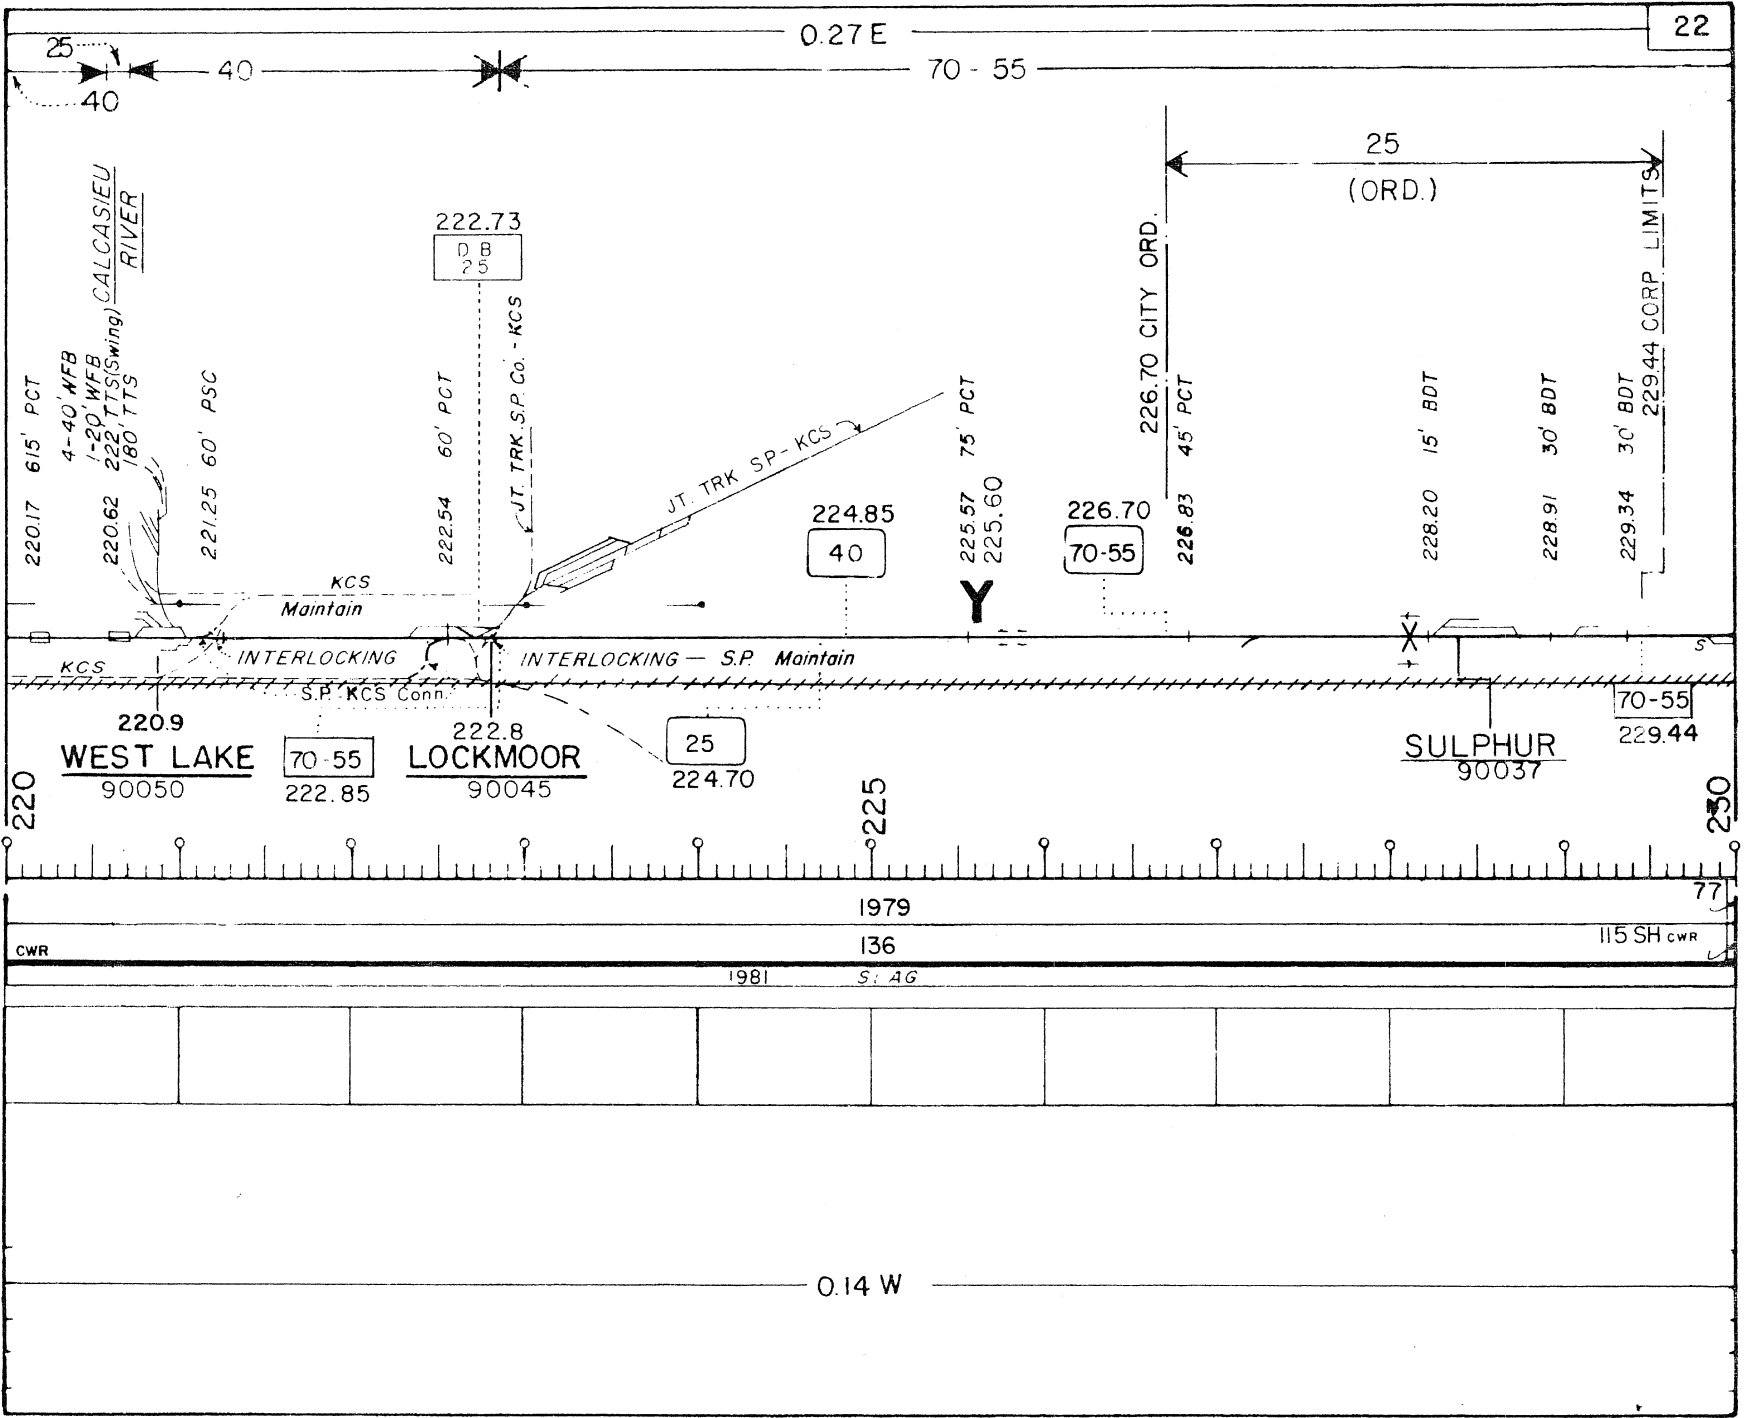 22
0.27 E
25
40
70 - 55
40
25
(ORD.)
CALCASIEU
RIVER
222.73
D B
25
226.70 CITY ORD.
229.44 CORP LIMITS
220.17 615' PCT
4-40' WFB
1-20' WFB
220.62 222' TTS (Swing)
180' TTS
221.25 60' PSC
222.54 60' PCT
JT. TRK S.P. Co. - KCS
JT. TRK SP - KCS
224.85
40
225.57 75' PCT
225.60
Y
226.70
70-55
226.83 45' PCT
228.20 15' BDT
228.91 30' BDT
229.34 30' BDT
KCS
Maintain
INTERLOCKING
INTERLOCKING — S.P. Maintain
X
S
KCS
S.P. KCS Conn.
220.9
WEST LAKE
90050
70-55
222.85
222.8
LOCKMOOR
90045
25
224.70
SULPHUR
90037
70-55
229.44
220
225
230
77
1979
CWR
136
115 SH CWR
1981 SLAG
0.14 W